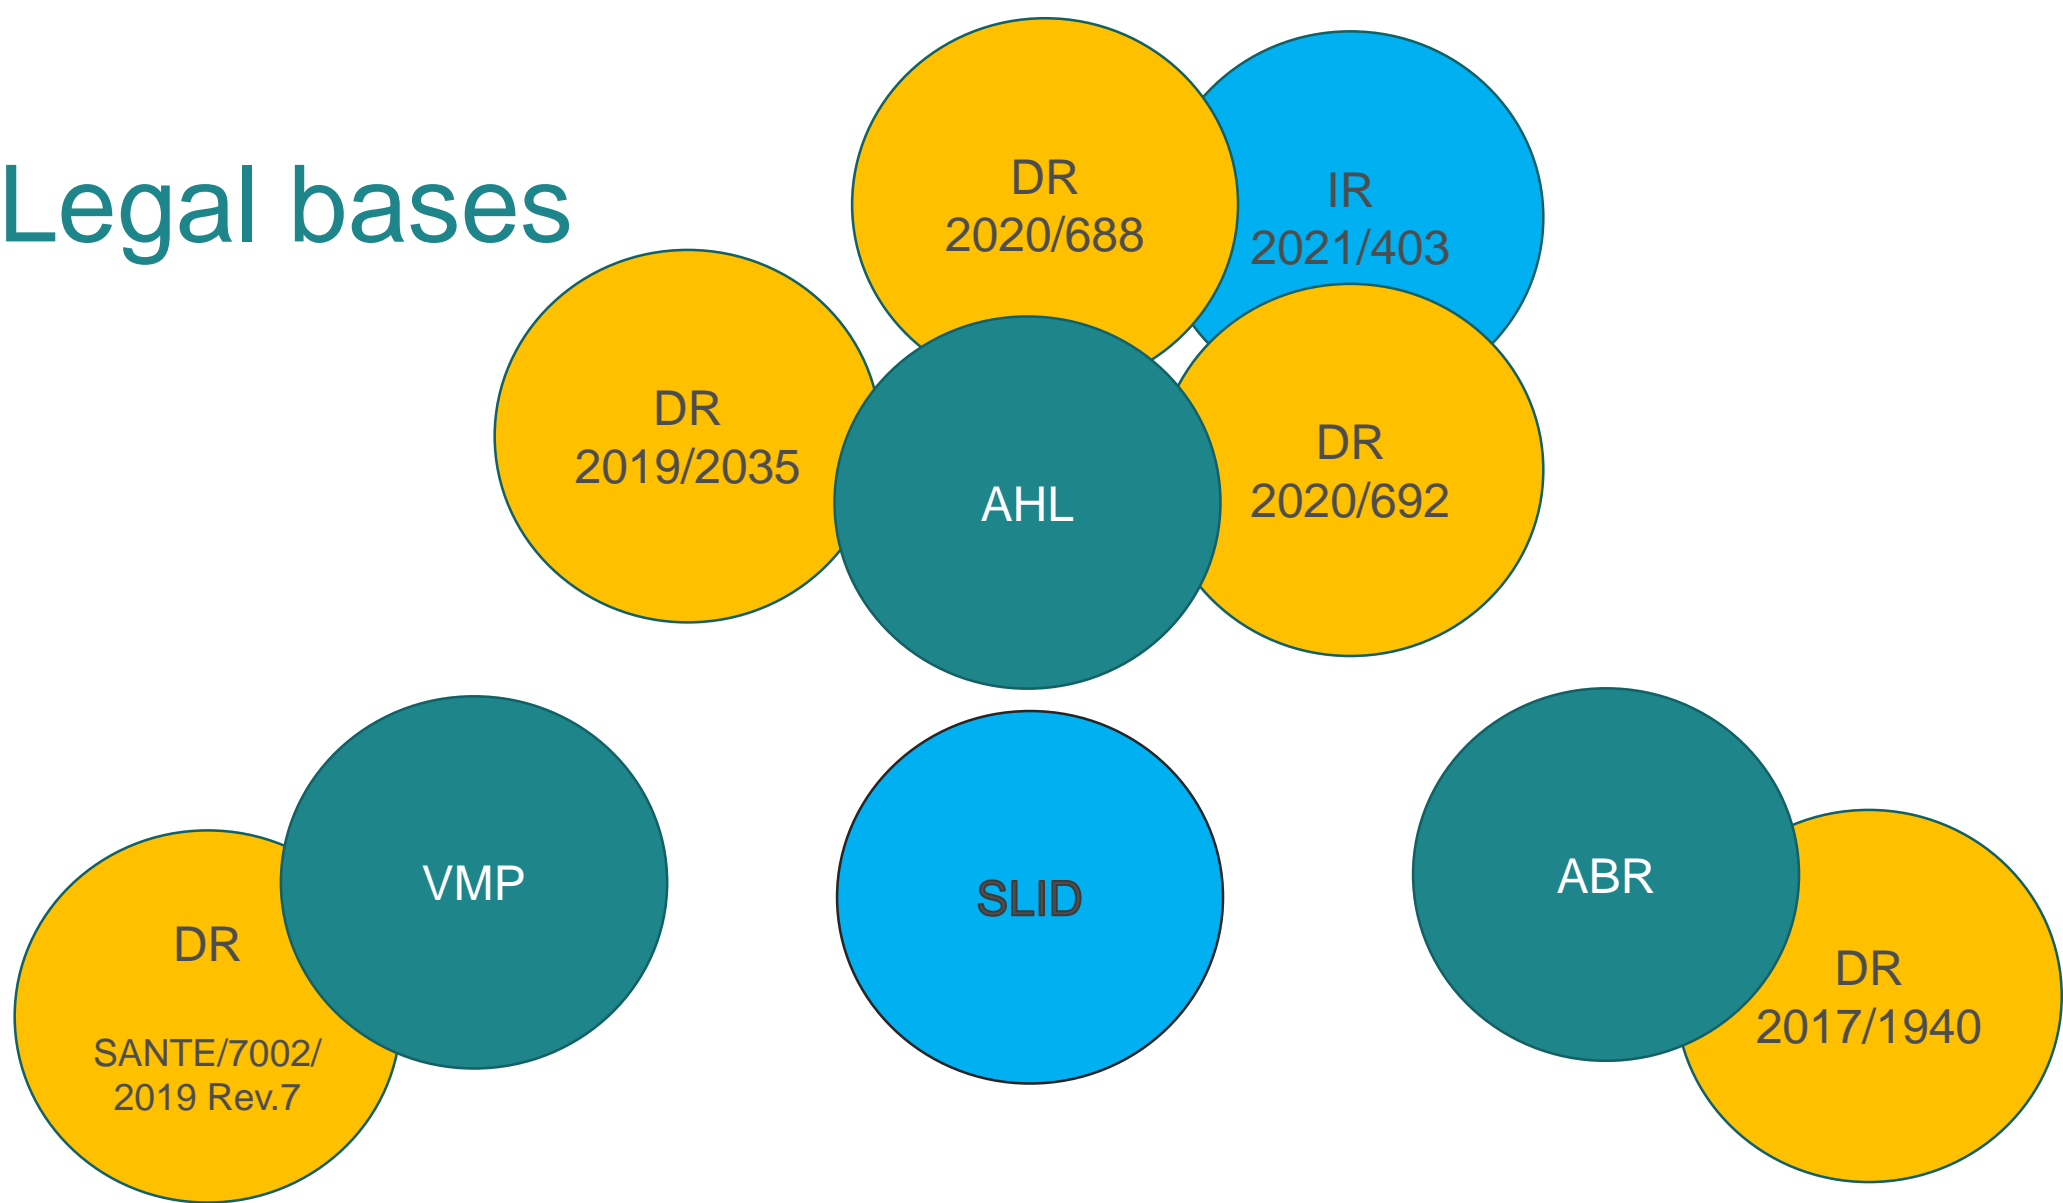 Legal bases
DR
2020/688
IR
2021/403
DR
2019/2035
AHL
DR
2020/692
VMP
SLID
ABR
DR
SANTE/7002/
2019 Rev.7
DR
2017/1940